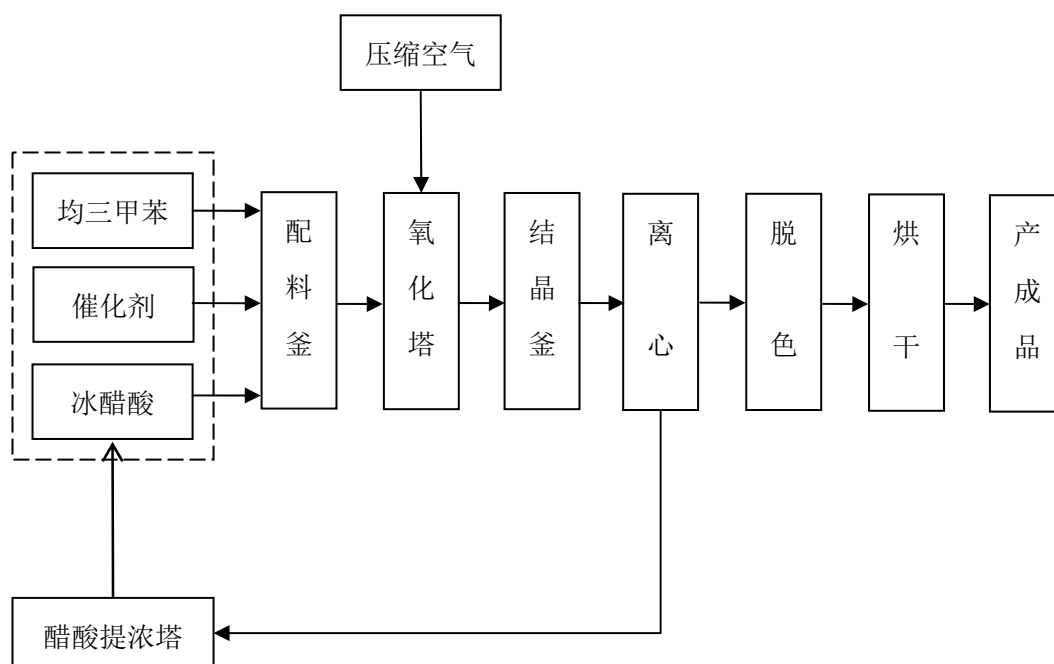 压缩空气
均三甲苯
催化剂
冰醋酸
配料釜
氧化塔
结晶釜
离心
脱色
烘干
产成品
醋酸提浓塔